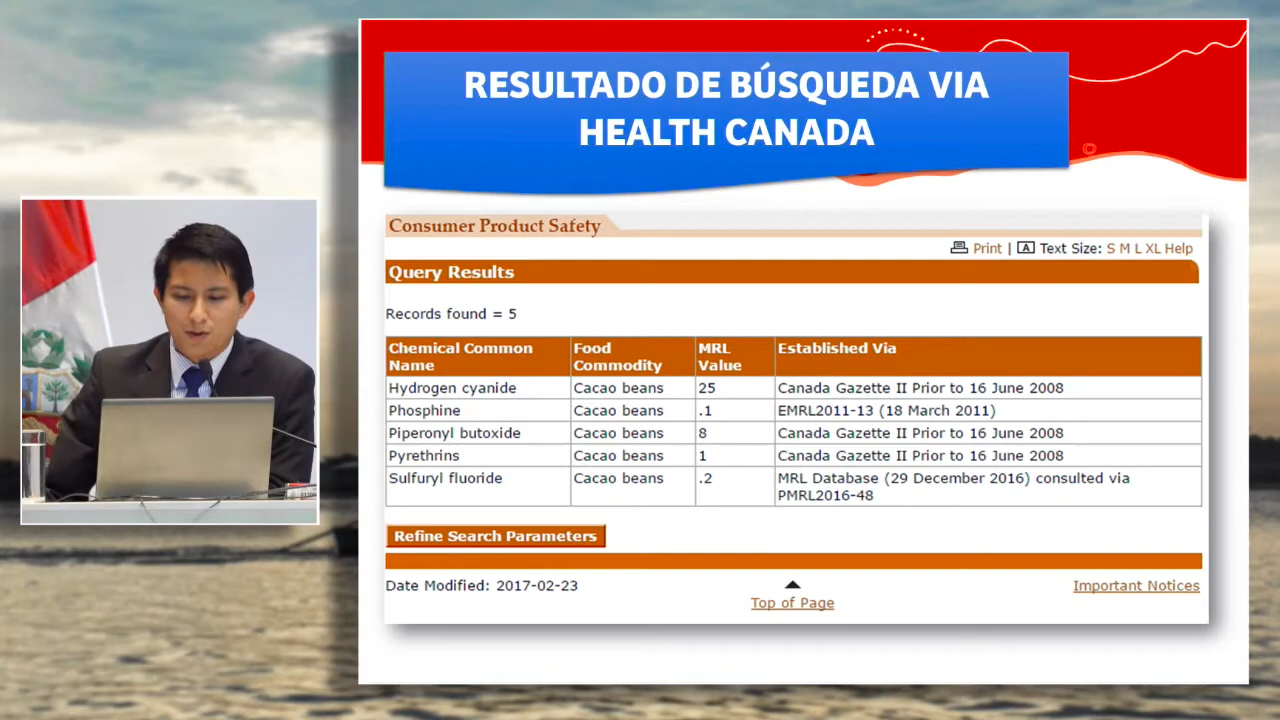 RESULTADO DE BÚSQUEDA VIA
HEALTH CANADA
Consumer Product Safety
Print | A Text Size: S M L XL Help
Query Results
Records found = 5
Chemical Common Name Food Commodity MRL Value Established Via
Hydrogen cyanide Cacao beans 25 Canada Gazette II Prior to 16 June 2008
Phosphine Cacao beans .1 EMRL2011-13 (18 March 2011)
Piperonyl butoxide Cacao beans 8 Canada Gazette II Prior to 16 June 2008
Pyrethrins Cacao beans 1 Canada Gazette II Prior to 16 June 2008
Sulfuryl fluoride Cacao beans .2 MRL Database (29 December 2016) consulted via
PMRL2016-48
Refine Search Parameters
Date Modified: 2017-02-23
Top of Page
Important Notices